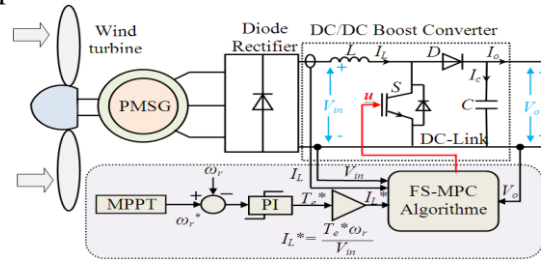 Wind
turbine
Diode
Rectifier
DC/DC Boost Converter
L
I_L
D
I_o
I_c
PMSG
+
V_in
-
S
u
C
+
V_o
-
DC-Link
ω_r
I_L
V_in
MPPT
+
−
ω_r*
PI
T_e*
I_L*
FS-MPC
Algorithme
V_o
I_L*= T_e*ω_r
V_in